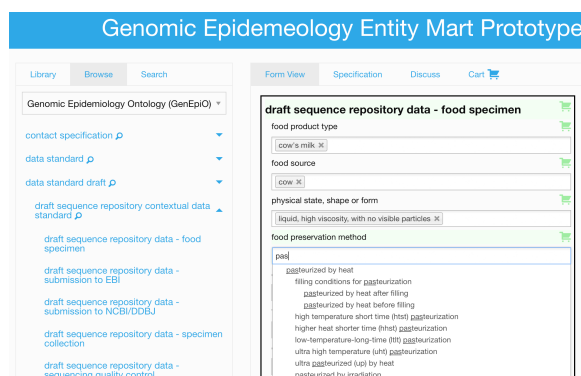 Genomic Epidemeology Entity Mart Prototype
Library Browse Search
Genomic Epidemiology Ontology (GenEpiO)
contact specification
data standard
data standard draft
draft sequence repository contextual data
standard
draft sequence repository data - food
specimen
draft sequence repository data -
submission to EBI
draft sequence repository data -
submission to NCBI/DDBJ
draft sequence repository data - specimen
collection
draft sequence repository data -
sequencing quality control
Form View Specification Discuss Cart
draft sequence repository data - food specimen
food product type
cow's milk ×
food source
cow ×
physical state, shape or form
liquid, high viscosity, with no visible particles ×
food preservation method
pas
pasteurized by heat
filling conditions for pasteurization
pasteurized by heat after filling
pasteurized by heat before filling
high temperature short time (htst) pasteurization
higher heat shorter time (hhst) pasteurization
low-temperature-long-time (ltlt) pasteurization
ultra high temperature (uht) pasteurization
ultra pasteurized (up) by heat
pasteurized by irradiation